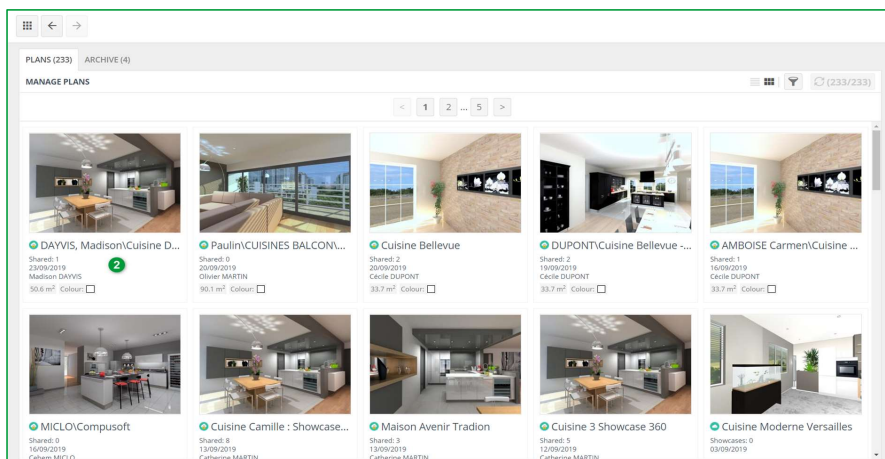 PLANS (233) ARCHIVE (4)
MANAGE PLANS (233/233)
< 1 2 ... 5 >
DAYVIS, Madison\Cuisine D...
Shared: 1
23/09/2019
Madison DAYVIS
50.6 m² Colour:
2
Paulin\CUISINES BALCON\...
Shared: 0
20/09/2019
Olivier MARTIN
90.1 m² Colour:
Cuisine Bellevue
Shared: 2
20/09/2019
Cécile DUPONT
33.7 m² Colour:
DUPONT\Cuisine Bellevue -...
Shared: 2
19/09/2019
Cécile DUPONT
33.7 m² Colour:
AMBOISE Carmen\Cuisine ...
Shared: 1
16/09/2019
Cécile DUPONT
33.7 m² Colour:
MICLO\Compusoft
Shared: 0
16/09/2019
Cehem MICLO
Cuisine Camille : Showcase...
Shared: 8
13/09/2019
Catherine MARTIN
Maison Avenir Tradion
Shared: 3
13/09/2019
Catherine MARTIN
Cuisine 3 Showcase 360
Shared: 5
12/09/2019
Catherine MARTIN
Cuisine Moderne Versailles
Showcases: 0
03/09/2019